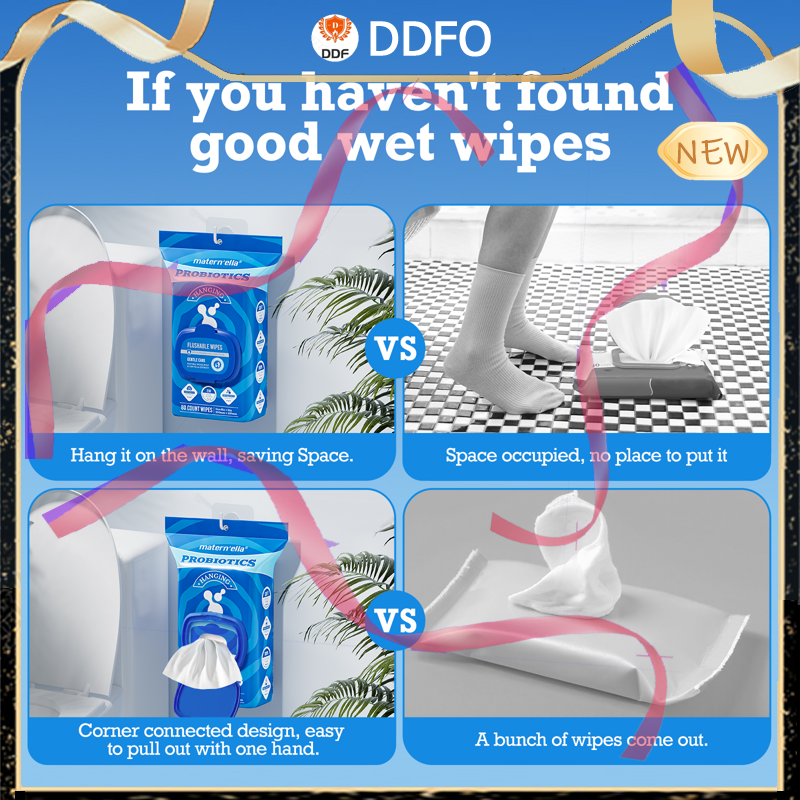 DDF
DDFO
If you haven't found
good wet wipes
NEW
matern'ella®
PROBIOTICS
HANGING
FLUSHABLE WIPES
GENTLE CARE
80 COUNT WIPES
VS
Hang it on the wall, saving Space.
Space occupied, no place to put it
matern'ella®
PROBIOTICS
HANGING
VS
Corner connected design, easy
to pull out with one hand.
A bunch of wipes come out.